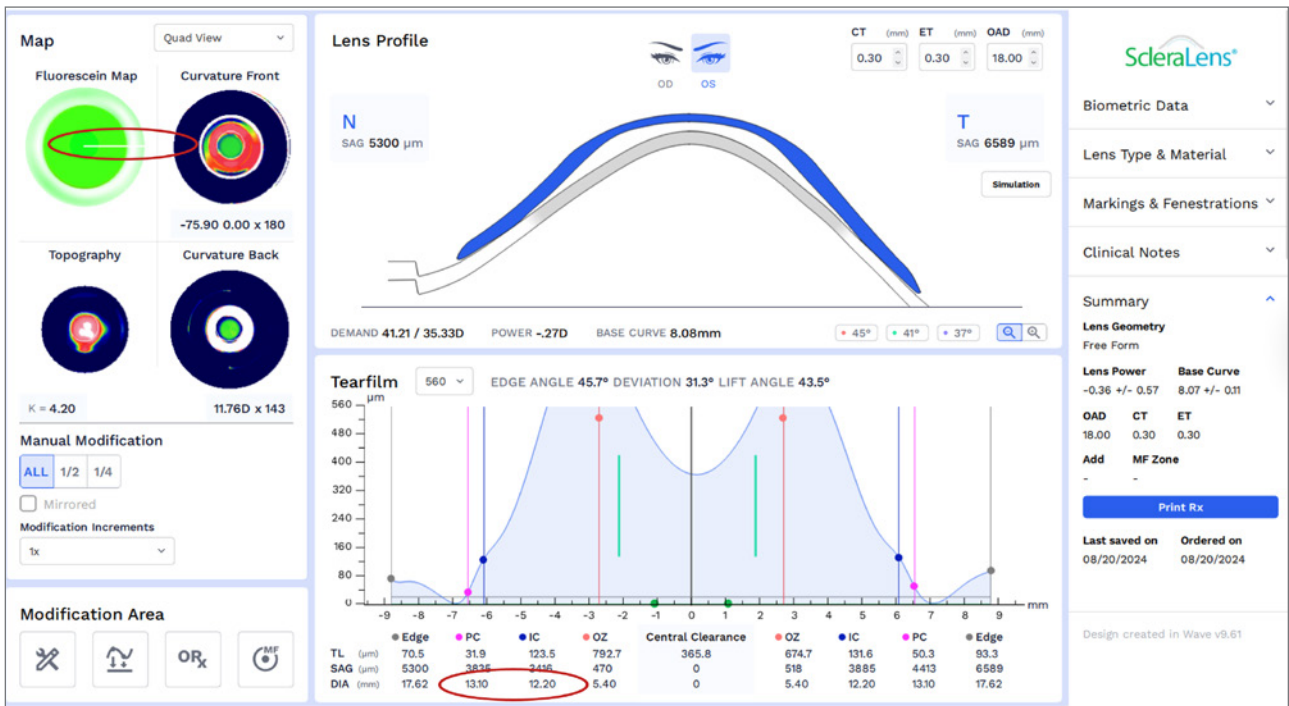 Map
Quad View
Fluorescein Map
Curvature Front
-75.90 0.00 x 180
Topography
Curvature Back
K = 4.20
11.76D x 143
Manual Modification
ALL 1/2 1/4
Mirrored
Modification Increments
1x
Modification Area
ORx
MF
Lens Profile
OD OS
CT (mm) ET (mm) OAD (mm)
0.30 0.30 18.00
N
SAG 5300 µm
T
SAG 6589 µm
Simulation
DEMAND 41.21 / 35.33D POWER -.27D BASE CURVE 8.08mm
45° 41° 37°
Tearfilm 560 EDGE ANGLE 45.7° DEVIATION 31.3° LIFT ANGLE 43.5°
µm
560
480
400
320
240
160
80
0
-9 -8 -7 -6 -5 -4 -3 -2 -1 0 1 2 3 4 5 6 7 8 9 mm
Edge PC IC OZ Central Clearance OZ IC PC Edge
TL (µm) 70.5 31.9 123.5 792.7 365.8 674.7 131.6 50.3 93.3
SAG (µm) 5300 3835 3416 470 0 518 3885 4413 6589
DIA (mm) 17.62 13.10 12.20 5.40 0 5.40 12.20 13.10 17.62
ScleraLens®
Biometric Data
Lens Type & Material
Markings & Fenestrations
Clinical Notes
Summary
Lens Geometry
Free Form
Lens Power Base Curve
-0.36 +/- 0.57 8.07 +/- 0.11
OAD CT ET
18.00 0.30 0.30
Add MF Zone
- -
Print Rx
Last saved on Ordered on
08/20/2024 08/20/2024
Design created in Wave v9.61